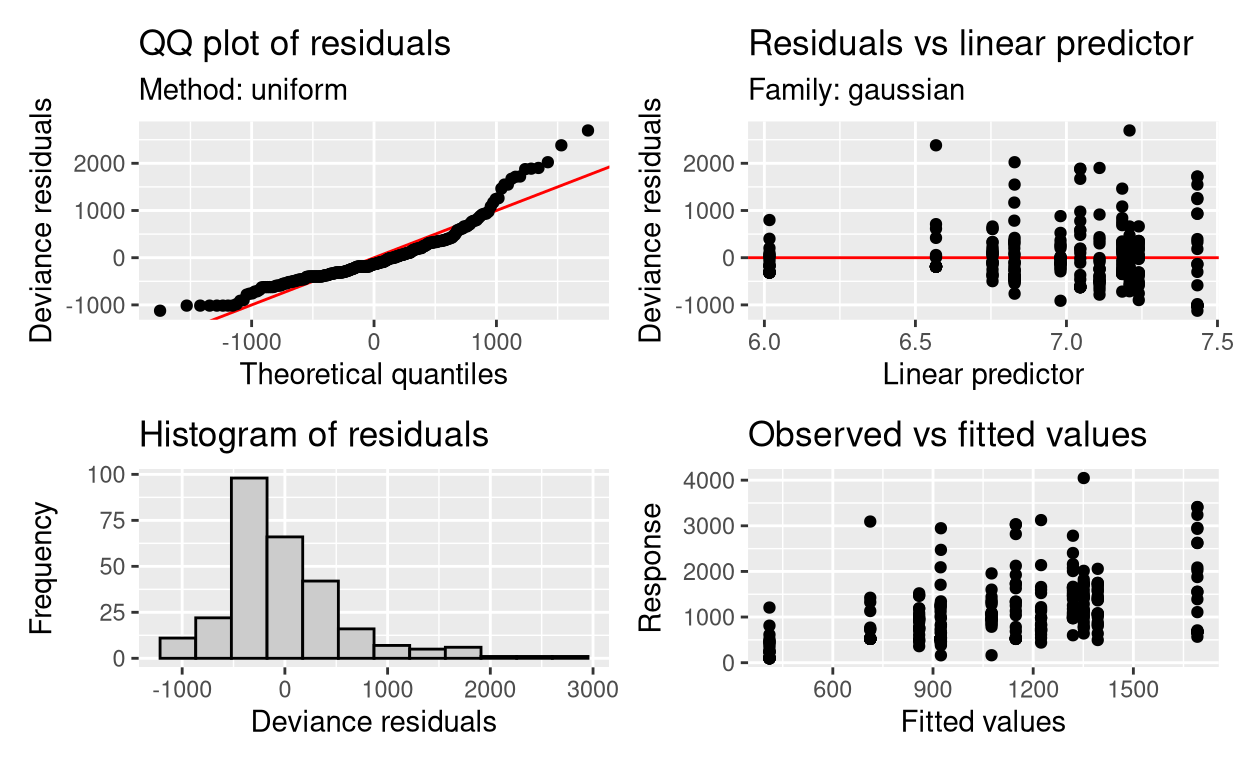 QQ plot of residuals
Method: uniform
Deviance residuals
2000
1000
0
-1000
-1000
0
1000
Theoretical quantiles
Residuals vs linear predictor
Family: gaussian
Deviance residuals
2000
1000
0
-1000
6.0
6.5
7.0
7.5
Linear predictor
Histogram of residuals
Frequency
100
75
50
25
0
-1000
0
1000
2000
3000
Deviance residuals
Observed vs fitted values
Response
4000
3000
2000
1000
0
600
900
1200
1500
Fitted values